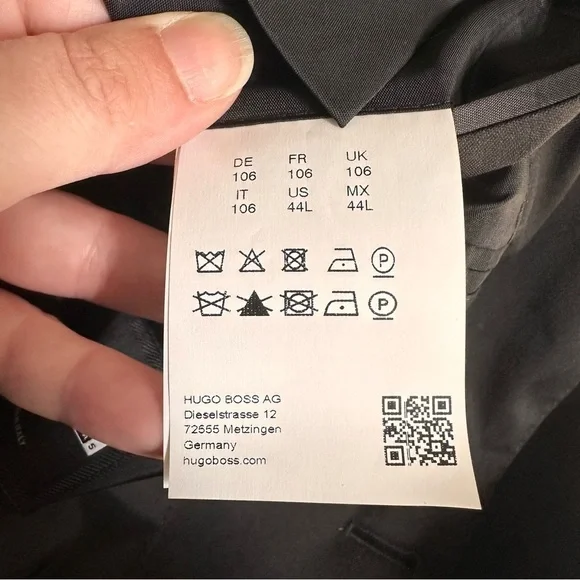 DE FR UK
106 106 106
IT US MX
106 44L 44L
P
P
HUGO BOSS AG
Dieselstrasse 12
72555 Metzingen
Germany
hugoboss.com